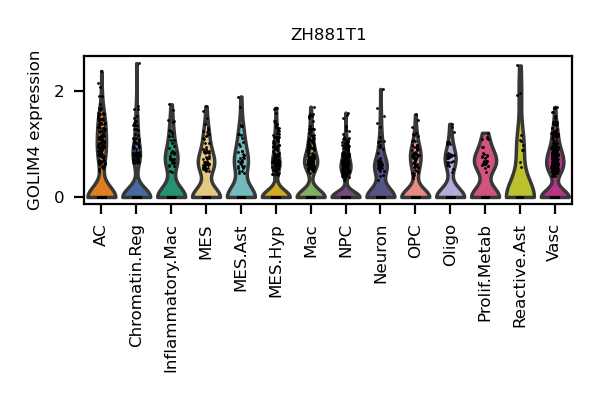 ZH881T1
GOLIM4 expression
2
0
AC
Chromatin.Reg
Inflammatory.Mac
MES
MES.Ast
MES.Hyp
Mac
NPC
Neuron
OPC
Oligo
Prolif.Metab
Reactive.Ast
Vasc